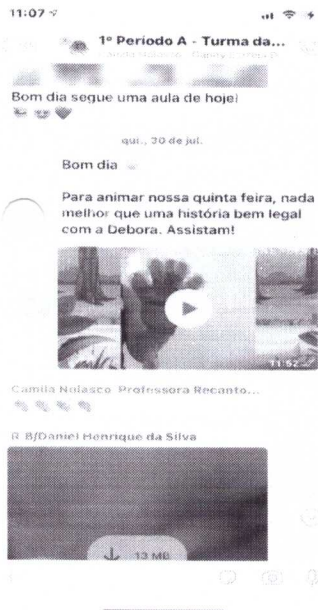 11:07
1º Período A - Turma da...
Bom dia segue uma aula de hoje!
qui., 30 de jul.
Bom dia
Para animar nossa quinta feira, nada
melhor que uma história bem legal
com a Debora. Assistam!
11:52
Camila Nolasco Professora Recanto...
R B/Daniel Henrique da Silva
13 MB